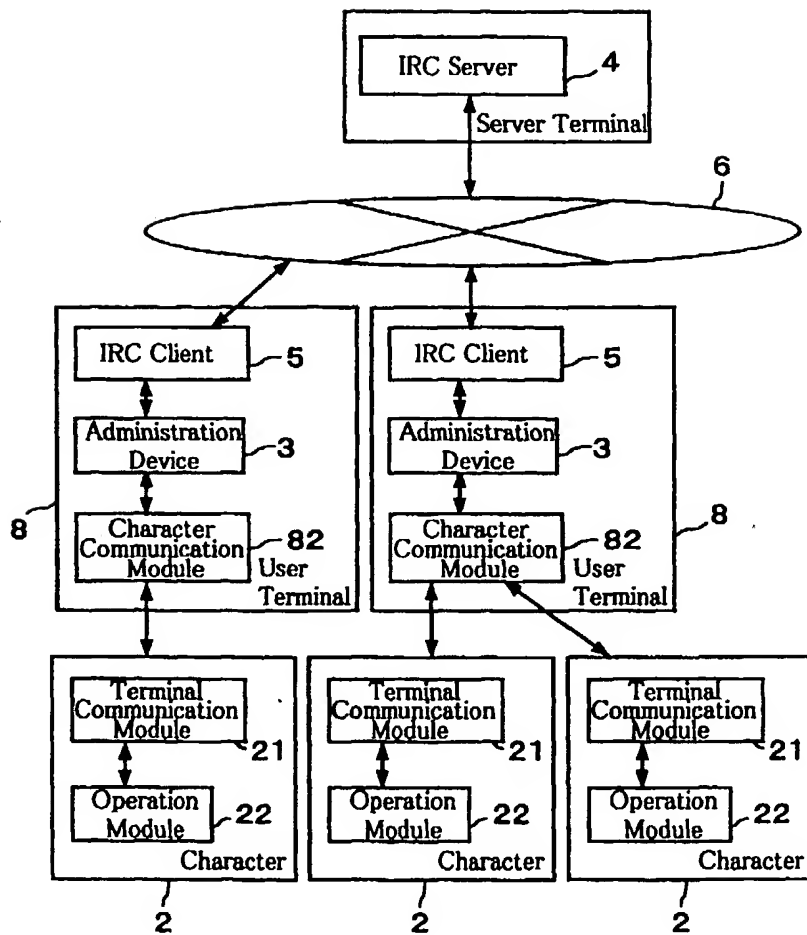 IRC Server
4
Server Terminal
6
IRC Client
5
Administration
Device
3
Character
Communication
Module
82
User
Terminal
8
IRC Client
5
Administration
Device
3
Character
Communication
Module
82
User
Terminal
8
Terminal
Communication
Module
21
Operation
Module
22
Character
2
Terminal
Communication
Module
21
Operation
Module
22
Character
2
Terminal
Communication
Module
21
Operation
Module
22
Character
2